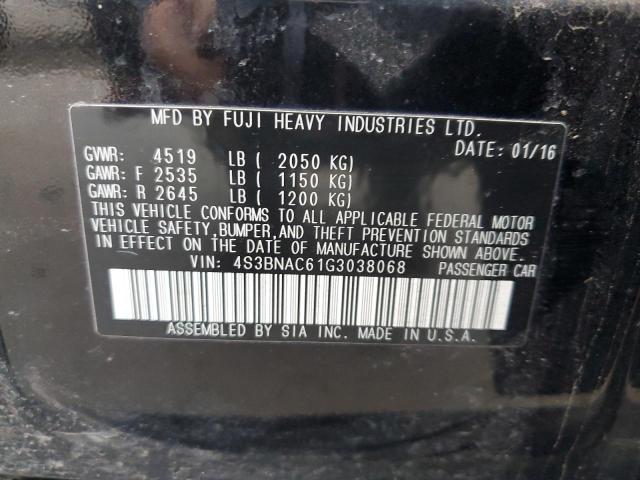 MFD BY FUJI HEAVY INDUSTRIES LTD.
DATE: 01/16
GVWR: 4519 LB ( 2050 KG)
GAWR: F 2535 LB ( 1150 KG)
GAWR: R 2645 LB ( 1200 KG)
THIS VEHICLE CONFORMS TO ALL APPLICABLE FEDERAL MOTOR
VEHICLE SAFETY, BUMPER, AND THEFT PREVENTION STANDARDS
IN EFFECT ON THE DATE OF MANUFACTURE SHOWN ABOVE.
VIN: 4S3BNAC61G3038068 PASSENGER CAR
ASSEMBLED BY SIA INC. MADE IN U.S.A.